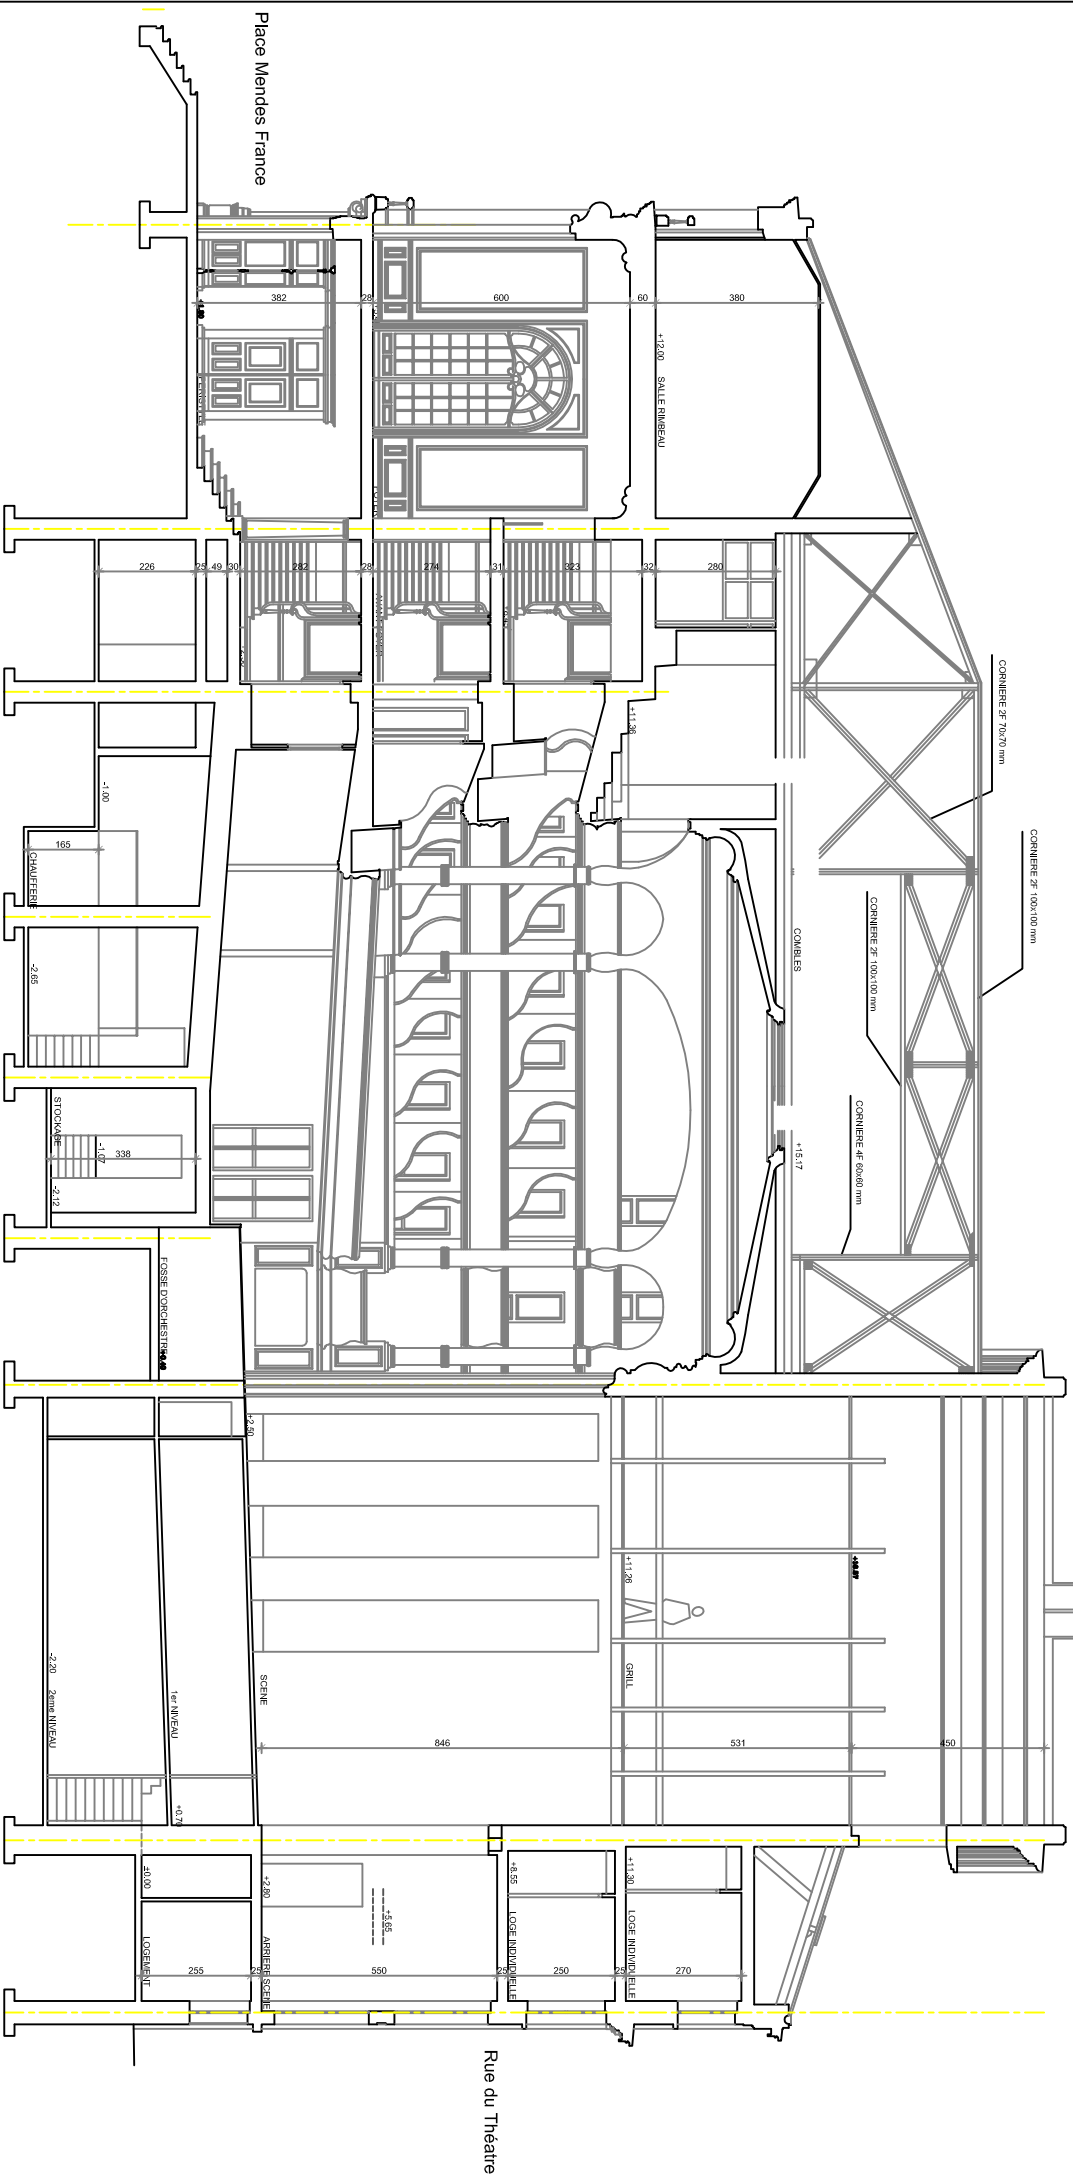 Place Mendes France
382
28
600
60
380
+12.00
SALLE RIMBEAU
226
25
49
30
282
28
274
31
323
32
280
+11.36
CORNIERE 2F 70x70 mm
CORNIERE 2F 100x100 mm
CORNIERE 2F 100x100 mm
CORNIERE 4F 60x60 mm
COMBLES
+15.17
-1.00
165
CHAUFFERIE
-2.65
STOCKAGE
-1.07
338
-2.12
FOSSE D'ORCHESTRE
+2.50
+11.26
GRILL
SCENE
846
531
450
1er NIVEAU
-2.20
2eme NIVEAU
+0.70
±0.00
LOGEMENT
255
25
+2.80
ARRIERE SCENE
550
+5.65
25
+8.55
LOGE INDIVIDUELLE
250
25
+11.30
LOGE INDIVIDUELLE
270
Rue du Théatre